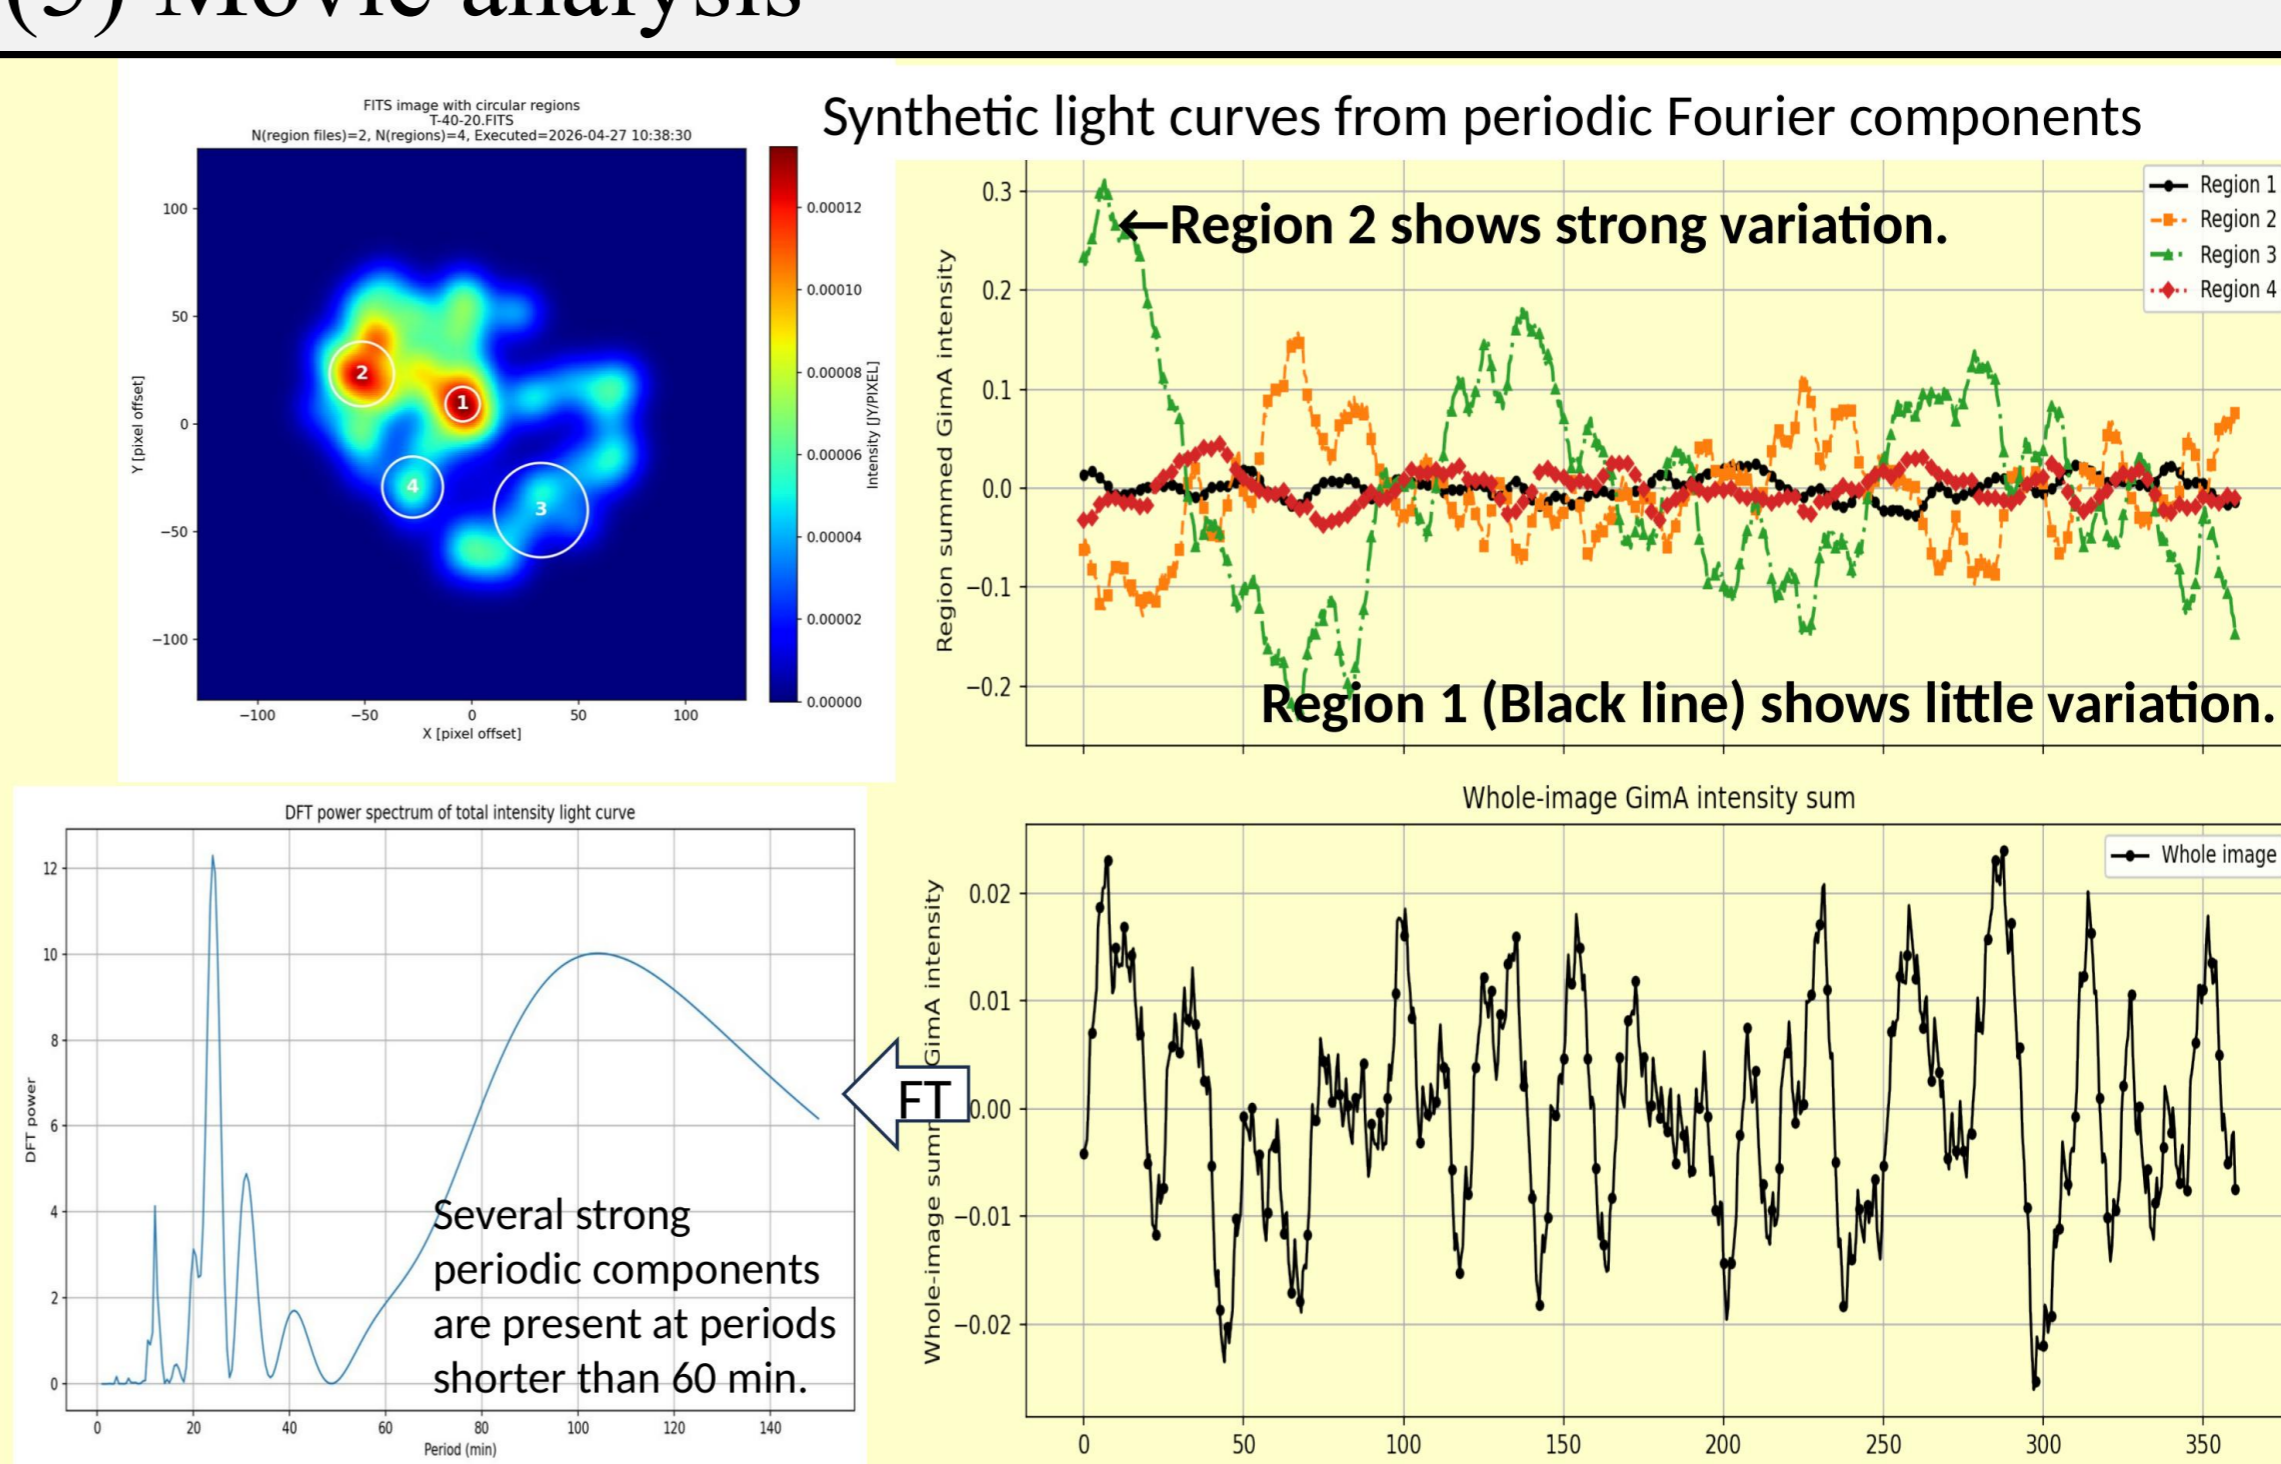 (5) Movie analysis
FITS image with circular regions
T-40-20.FITS
N(region files)=2, N(regions)=4, Executed=2026-04-27 10:38:30
100
50
0
−50
−100
Y [pixel offset]
2
1
4
3
−100
−50
0
50
100
X [pixel offset]
0.00012
0.00010
0.00008
0.00006
0.00004
0.00002
0.00000
Intensity [JY/PIXEL]
Synthetic light curves from periodic Fourier components
0.3
0.2
0.1
0.0
−0.1
−0.2
Region summed GimA intensity
←Region 2 shows strong variation.
Region 1
Region 2
Region 3
Region 4
Region 1 (Black line) shows little variation.
DFT power spectrum of total intensity light curve
12
10
8
6
4
2
0
DFT power
0
20
40
60
80
100
120
140
Period (min)
Several strong
periodic components
are present at periods
shorter than 60 min.
FT
Whole-image GimA intensity sum
Whole image
0.02
0.01
0.00
−0.01
−0.02
0
50
100
150
200
250
300
350